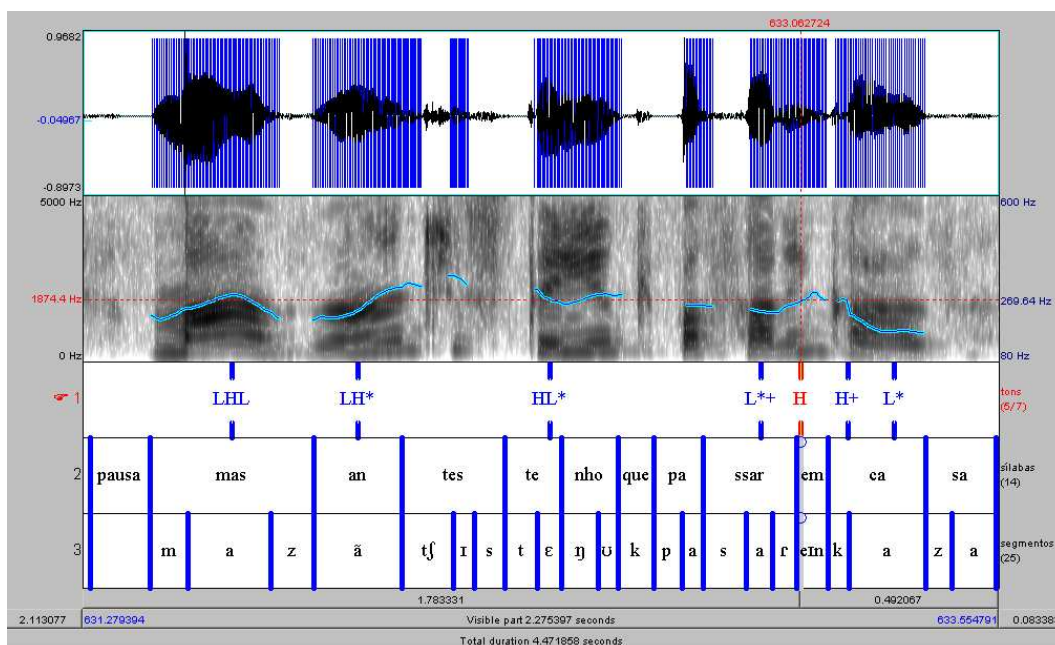 633.062724
0.9682
-0.04967
-0.8973
5000 Hz 600 Hz
1874.4 Hz 269.64 Hz
0 Hz 80 Hz
☞ 1 LHL LH* HL* L*+ H H+ L* tons (5/7)
2 pausa mas an tes te nho que pa ssar em ca sa sílabas (14)
3 m a z ã tʃ ɪ s t ɛ ŋ ʊ k p a s a ɾ eɪn k a z a segmentos (25)
1.783331 0.492067
2.113077 631.279394 Visible part 2.275397 seconds 633.554791 0.08338
Total duration 4.471858 seconds